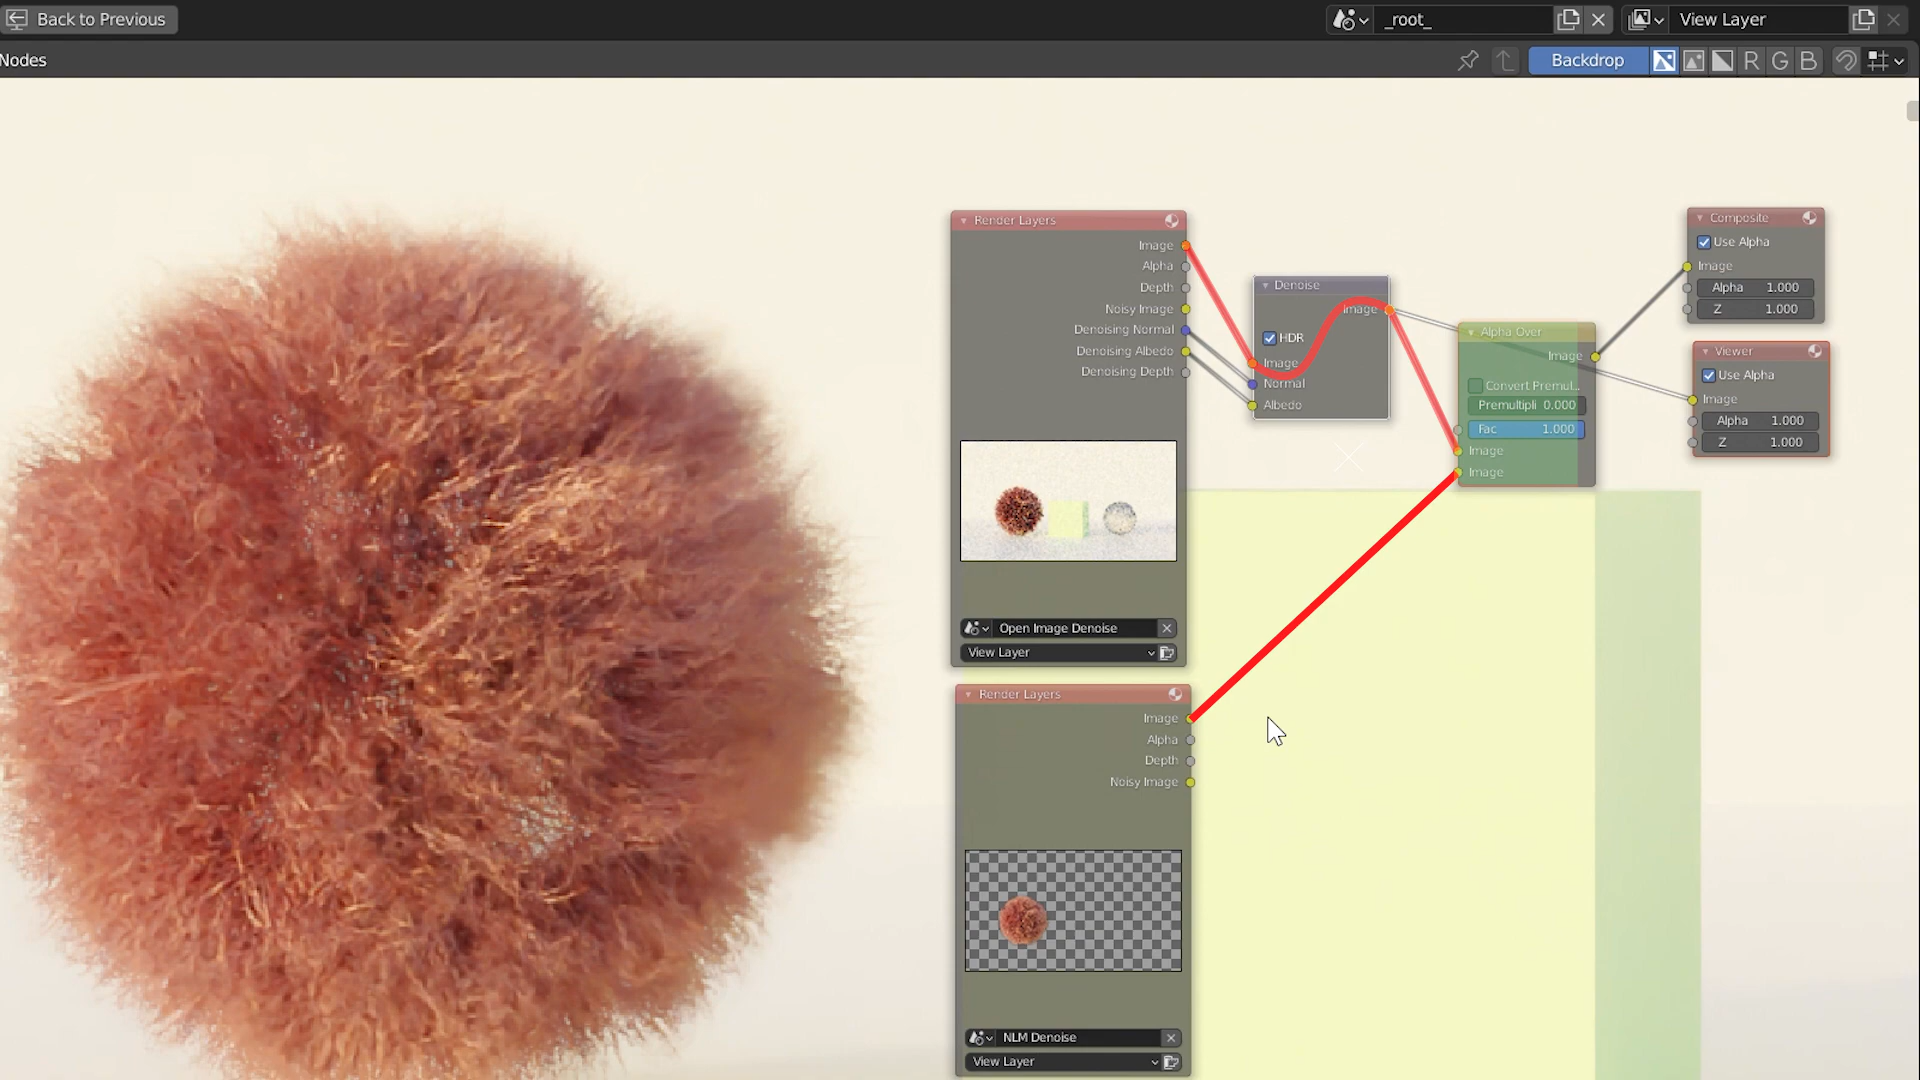 Back to Previous
_root_
View Layer
Nodes
Backdrop
R G B
Render Layers
Image
Alpha
Depth
Noisy Image
Denoising Normal
Denoising Albedo
Denoising Depth
Open Image Denoise
View Layer
Denoise
Image
HDR
Image
Normal
Albedo
Alpha Over
Image
Convert Premul...
Premultipli 0.000
Fac 1.000
Image
Image
Composite
Use Alpha
Image
Alpha 1.000
Z 1.000
Viewer
Use Alpha
Image
Alpha 1.000
Z 1.000
Render Layers
Image
Alpha
Depth
Noisy Image
NLM Denoise
View Layer